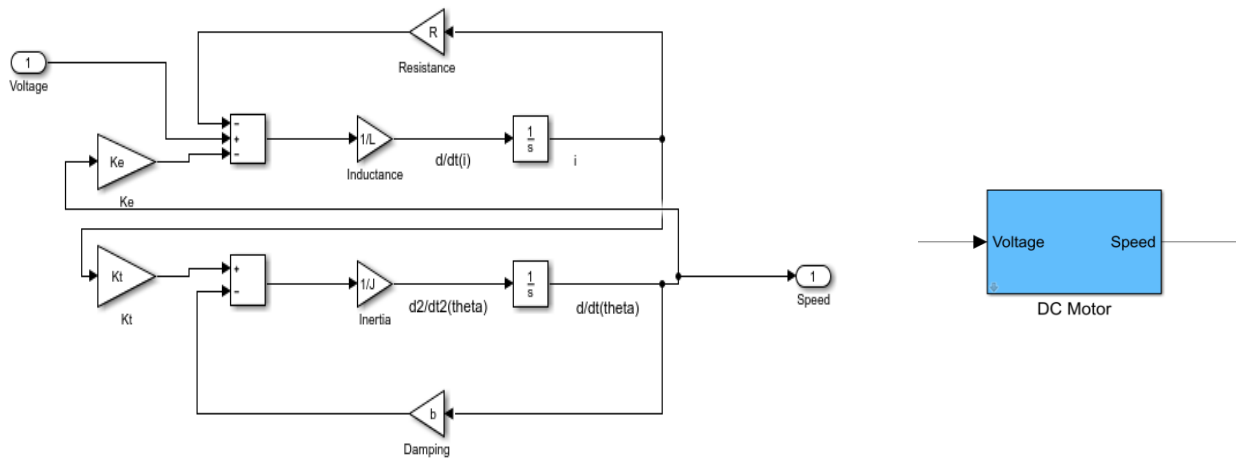 R
Resistance
1
Voltage
−
+
−
1/L
Inductance
d/dt(i)
1
s
i
Ke
Ke
Kt
Kt
+
−
1/J
Inertia
d2/dt2(theta)
1
s
d/dt(theta)
1
Speed
b
Damping
Voltage Speed
DC Motor